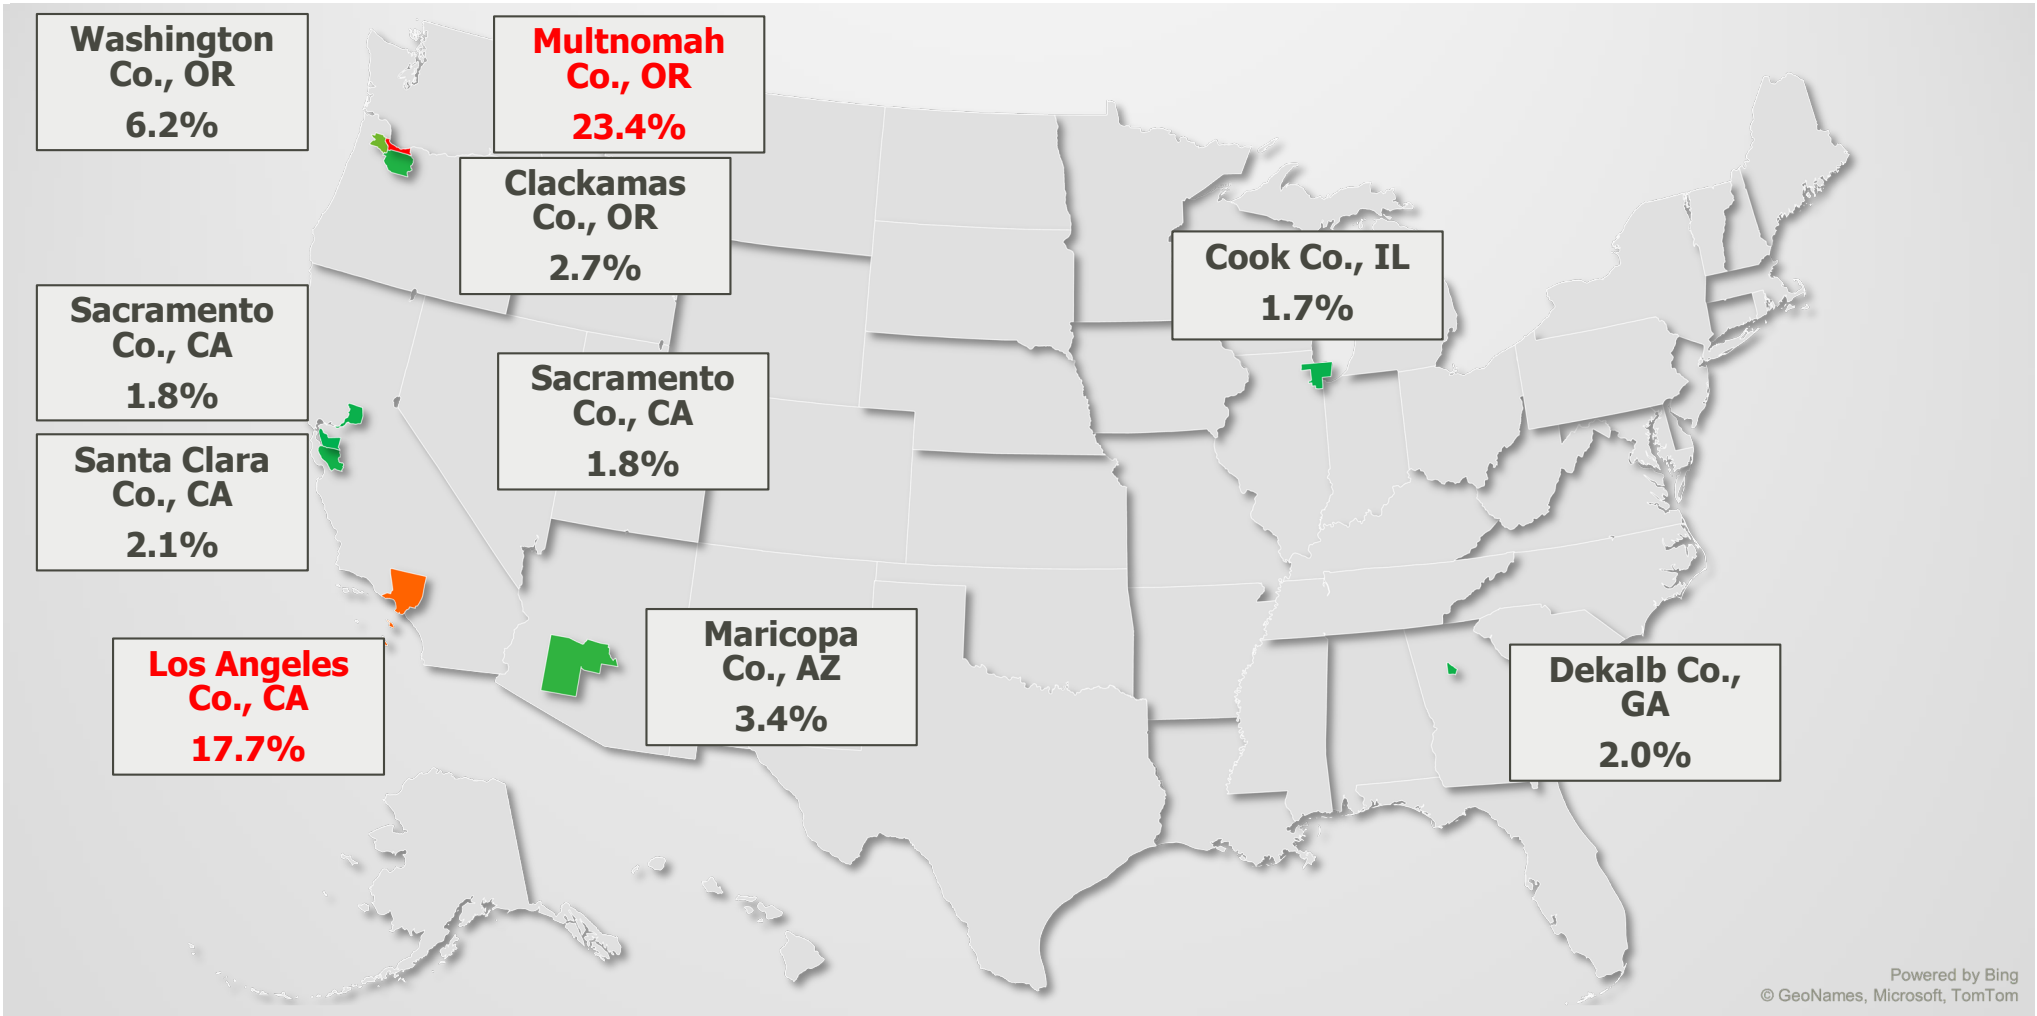 Washington
Co., OR
6.2%
Multnomah
Co., OR
23.4%
Clackamas
Co., OR
2.7%
Cook Co., IL
1.7%
Sacramento
Co., CA
1.8%
Sacramento
Co., CA
1.8%
Santa Clara
Co., CA
2.1%
Los Angeles
Co., CA
17.7%
Maricopa
Co., AZ
3.4%
Dekalb Co.,
GA
2.0%
Powered by Bing
© GeoNames, Microsoft, TomTom